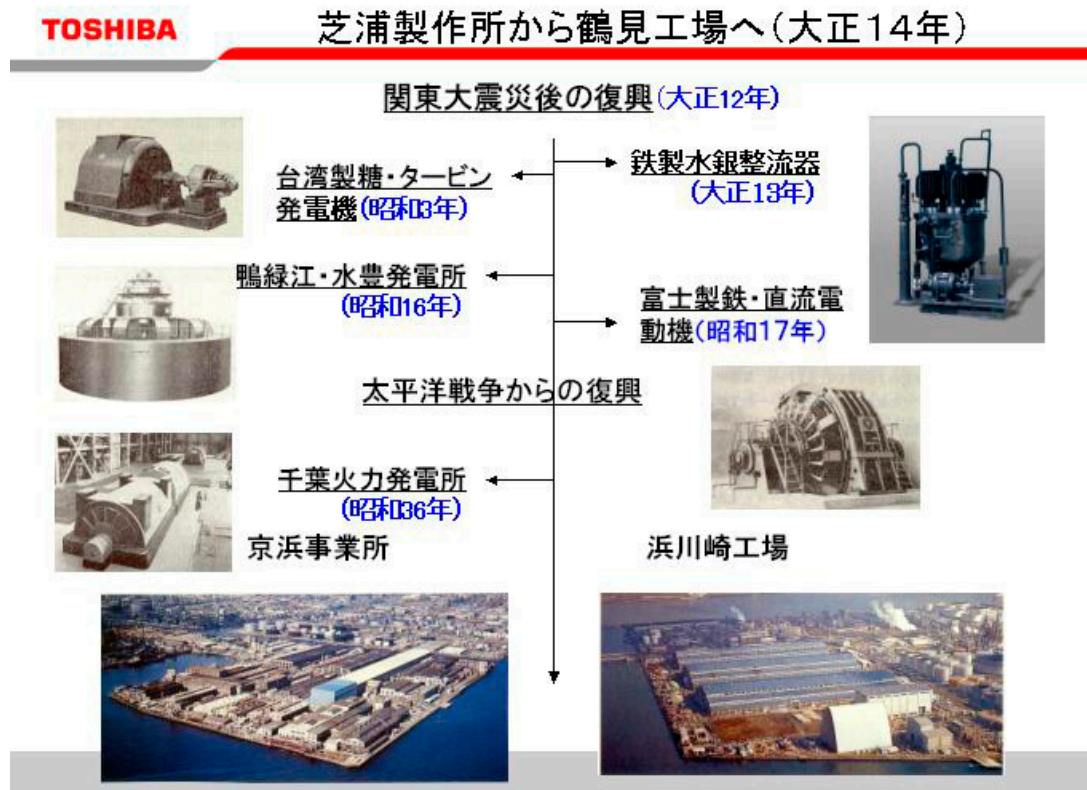 TOSHIBA
芝浦製作所から鶴見工場へ(大正14年)
関東大震災後の復興(大正12年)
鉄製水銀整流器
(大正13年)
台湾製糖・タービン
発電機(昭和3年)
鴨緑江・水豊発電所
(昭和16年)
富士製鉄・直流電
動機(昭和17年)
太平洋戦争からの復興
千葉火力発電所
(昭和36年)
京浜事業所
浜川崎工場